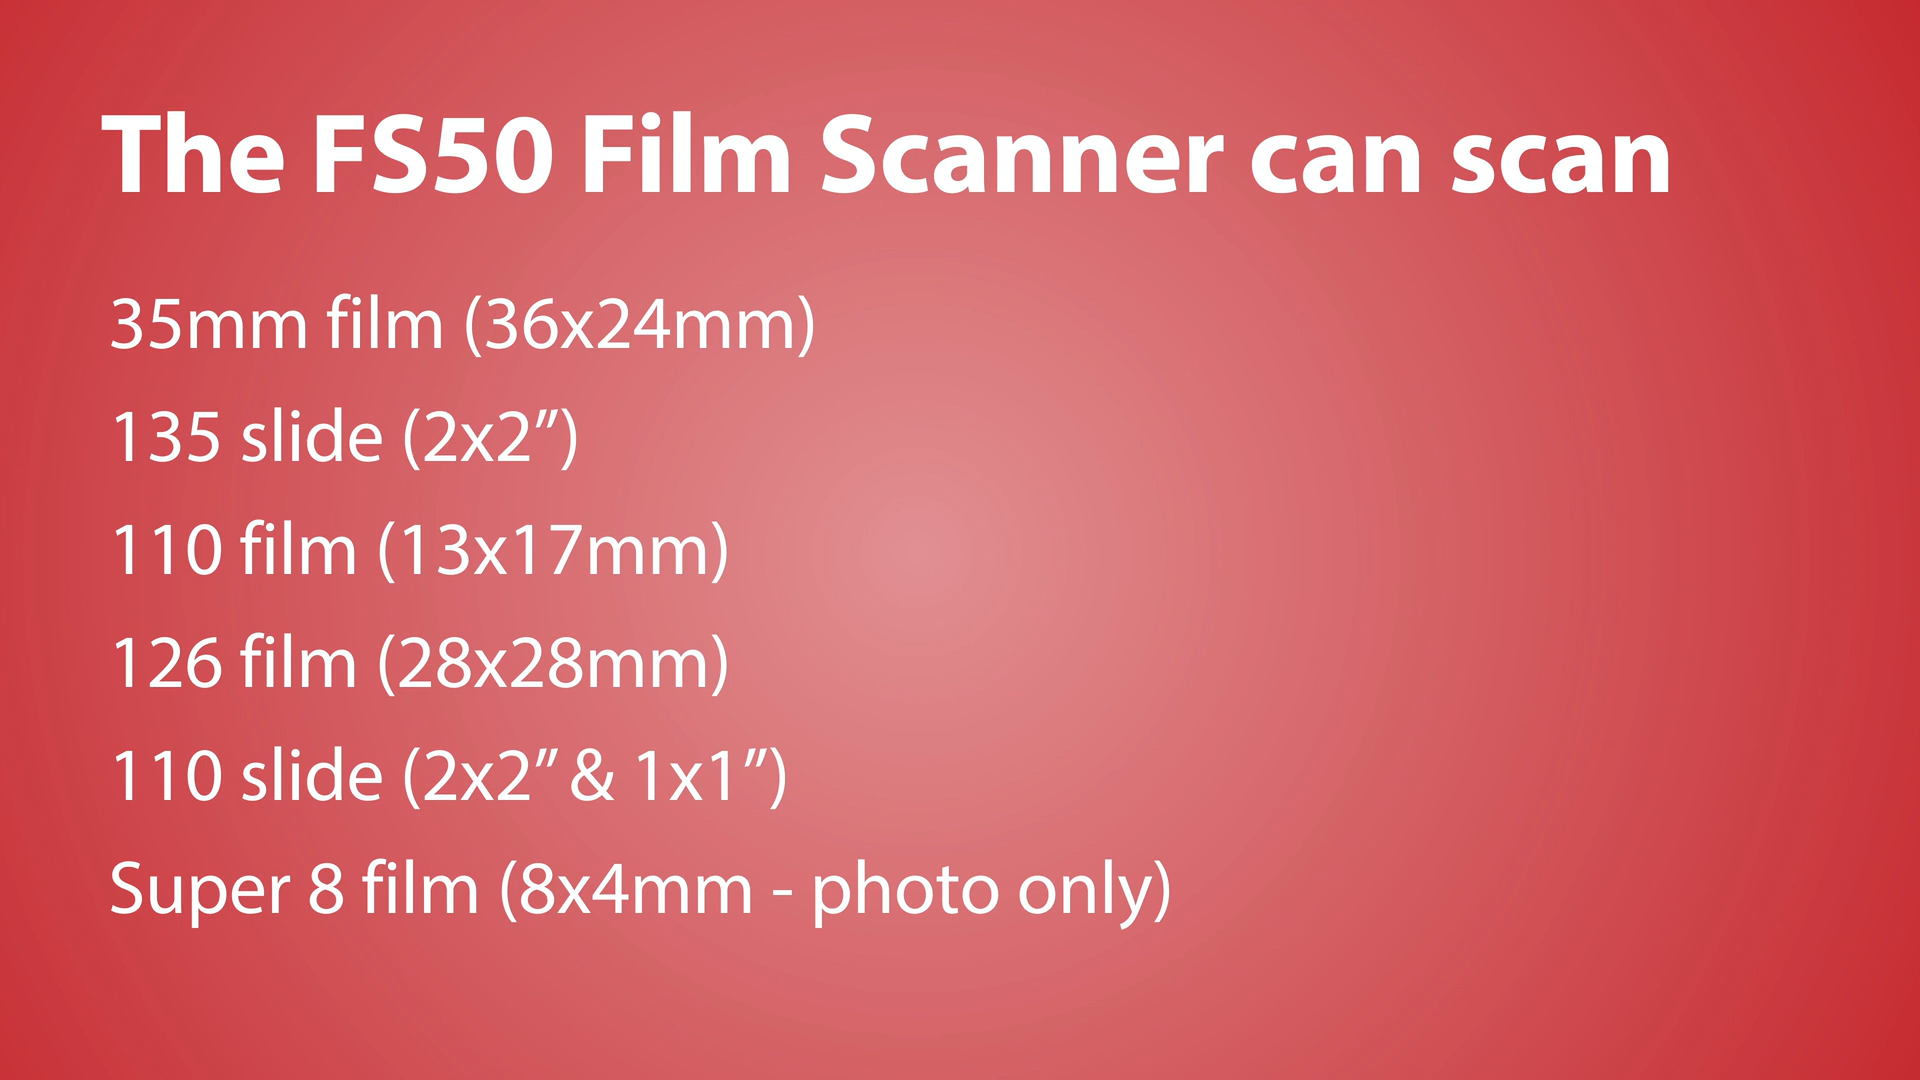 The FS50 Film Scanner can scan
35mm film (36x24mm)
135 slide (2x2”)
110 film (13x17mm)
126 film (28x28mm)
110 slide (2x2” & 1x1”)
Super 8 film (8x4mm - photo only)